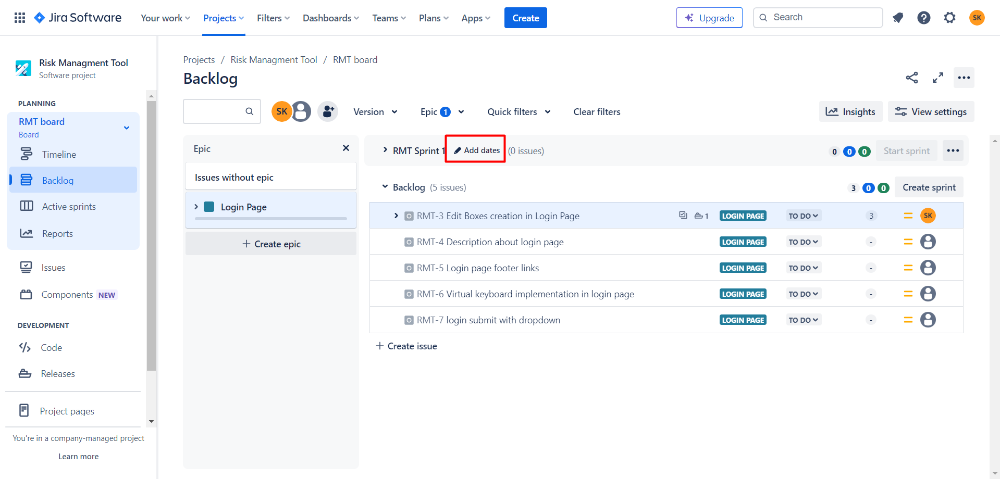 Jira Software
Your work
Projects
Filters
Dashboards
Teams
Plans
Apps
Create
Upgrade
Search
SK
Risk Managment Tool
Software project
PLANNING
RMT board
Board
Timeline
Backlog
Active sprints
Reports
Issues
Components NEW
DEVELOPMENT
Code
Releases
Project pages
You're in a company-managed project
Learn more
Projects / Risk Managment Tool / RMT board
Backlog
SK
Version
Epic 1
Quick filters
Clear filters
Insights
View settings
Epic
Issues without epic
Login Page
Create epic
RMT Sprint 1 Add dates (0 issues) 0 0 0 Start sprint
Backlog (5 issues) 3 0 0 Create sprint
RMT-3 Edit Boxes creation in Login Page 1 LOGIN PAGE TO DO 3 SK
RMT-4 Description about login page LOGIN PAGE TO DO -
RMT-5 Login page footer links LOGIN PAGE TO DO -
RMT-6 Virtual keyboard implementation in login page LOGIN PAGE TO DO -
RMT-7 login submit with dropdown LOGIN PAGE TO DO -
Create issue